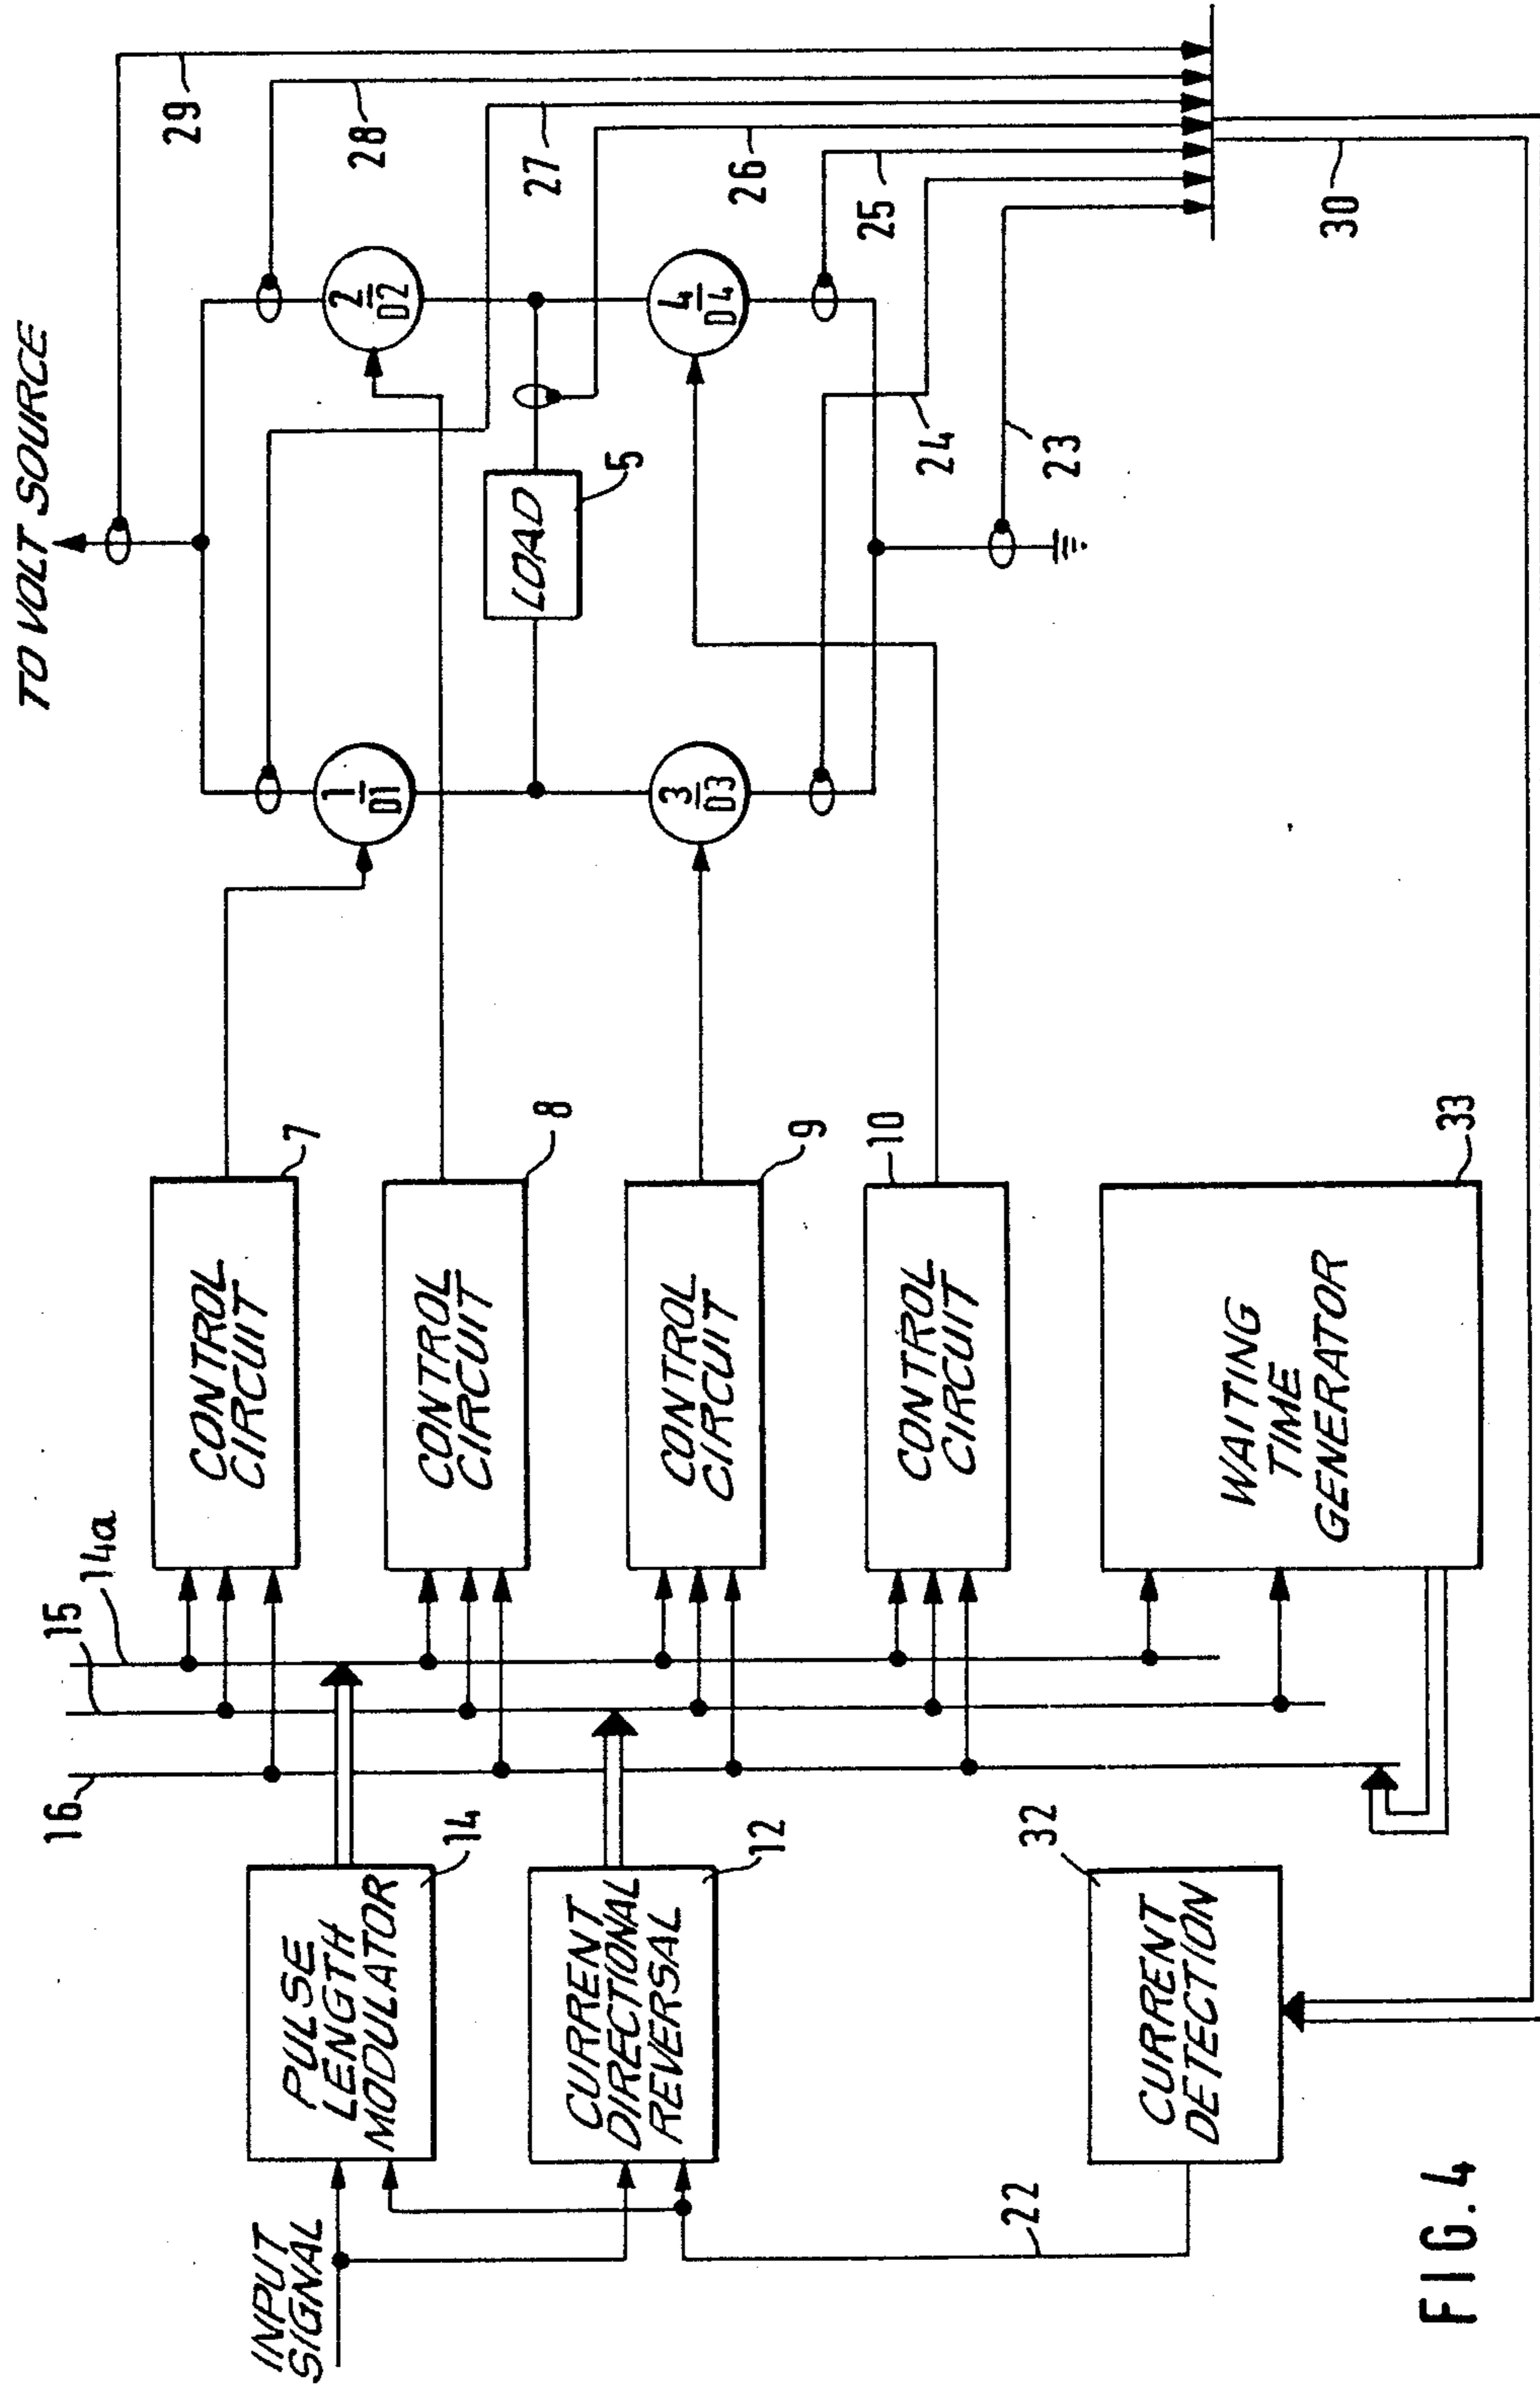 TO VOLT SOURCE
29
28
27
26
25
24
23
30
1
D1
2
D2
3
D3
4
D4
LOAD
5
CONTROL
CIRCUIT
7
CONTROL
CIRCUIT
8
CONTROL
CIRCUIT
9
CONTROL
CIRCUIT
10
WAITING
TIME
GENERATOR
33
14a
15
16
PULSE
LENGTH
MODULATOR
14
CURRENT
DIRECTIONAL
REVERSAL
12
CURRENT
DETECTION
32
22
INPUT
SIGNAL
FIG. 4